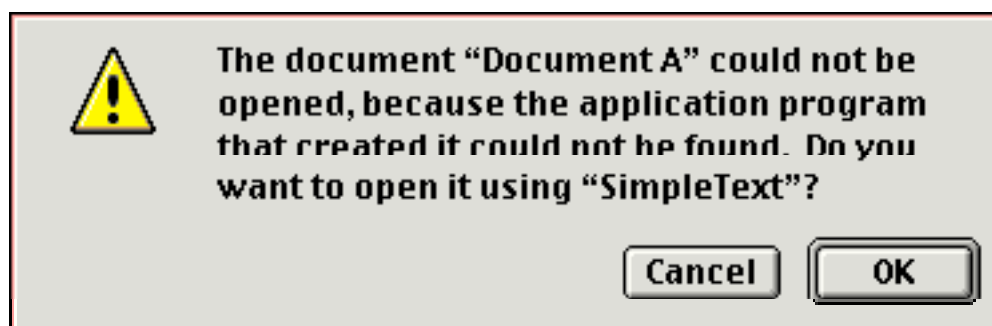 The document “Document A” could not be
opened, because the application program
that created it could not be found. Do you
want to open it using “SimpleText”?
Cancel OK